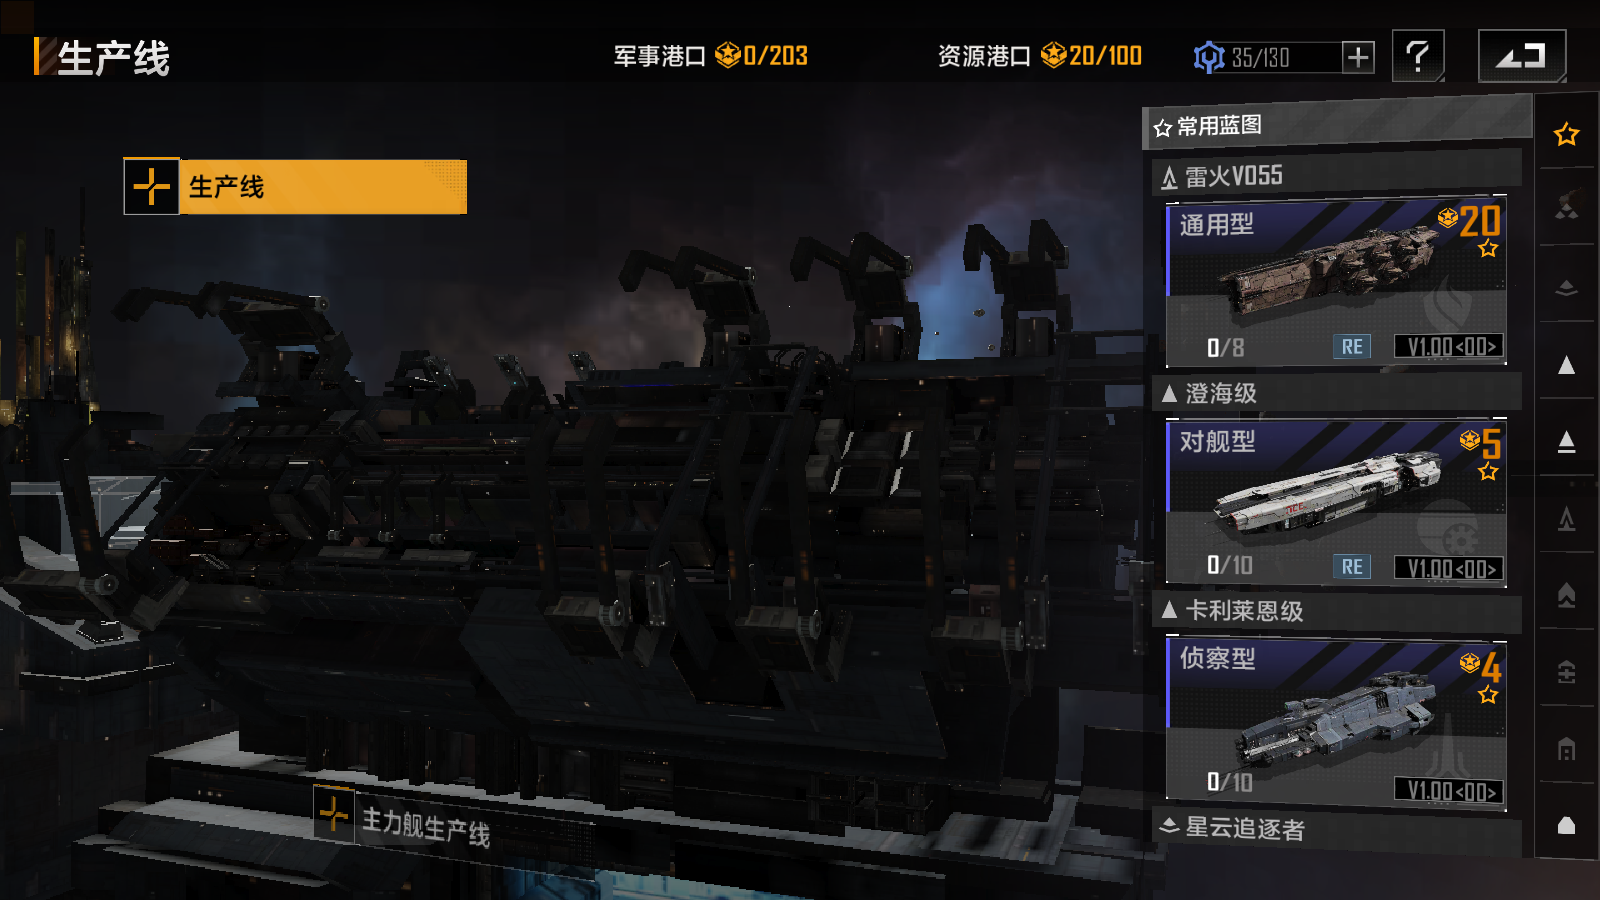 生产线
军事港口 0/203
资源港口 20/100
35/130
常用蓝图
生产线
雷火V055
通用型
20
0/8
RE
V1.00<00>
澄海级
对舰型
5
0/10
RE
V1.00<00>
卡利莱恩级
侦察型
4
0/10
V1.00<00>
主力舰生产线
星云追逐者